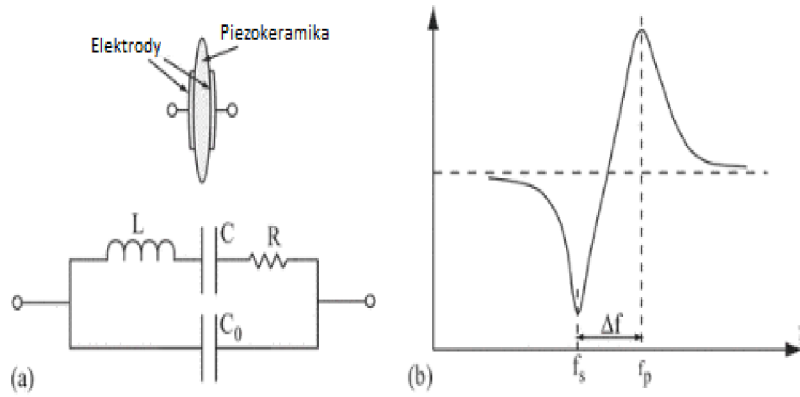 Piezokeramika
Elektrody
L
C
R
C₀
(a)
Δf
fₛ
fₚ
(b)